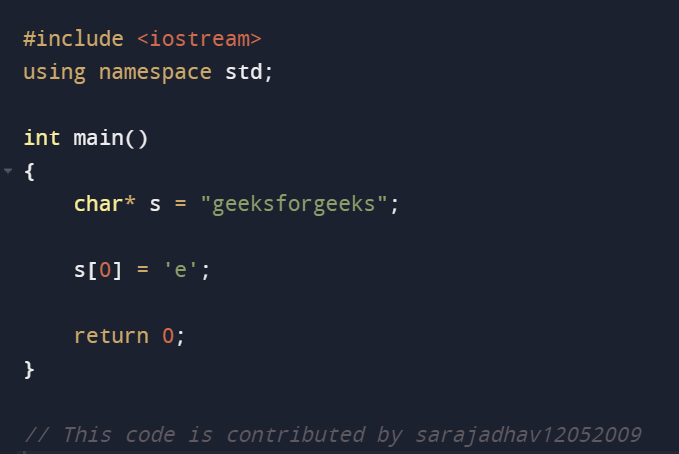 #include <iostream>
using namespace std;
int main()
{
    char* s = "geeksforgeeks";
    s[0] = 'e';
    return 0;
}
// This code is contributed by sarajadhav12052009